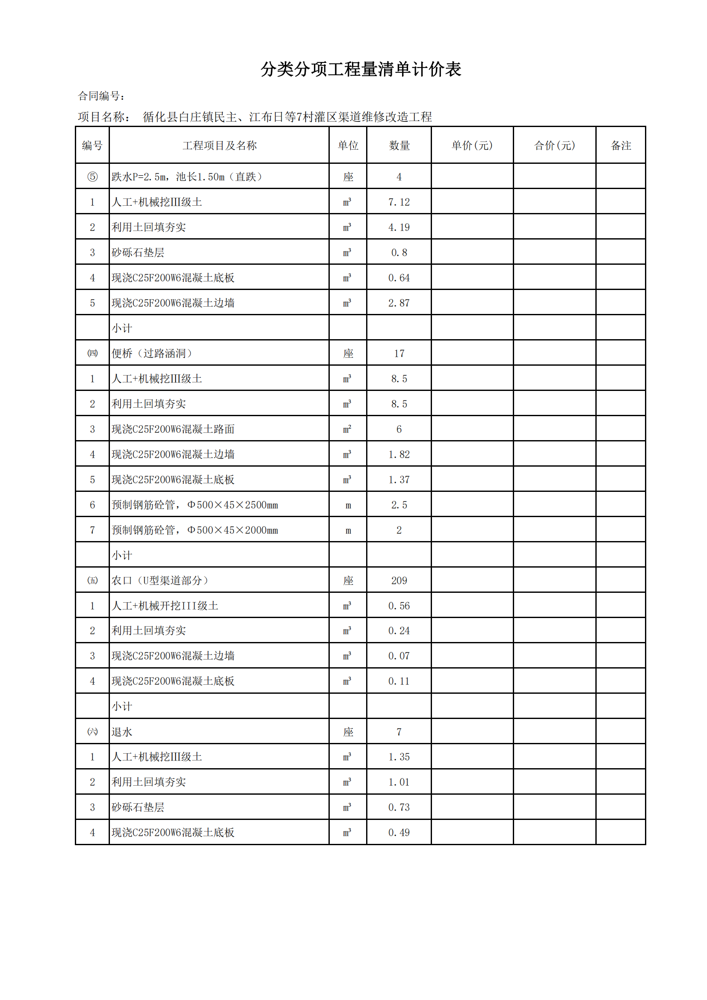 分类分项工程量清单计价表
合同编号：
项目名称： 循化县白庄镇民主、江布日等7村灌区渠道维修改造工程
编号 工程项目及名称 单位 数量 单价(元) 合价(元) 备注
⑤ 跌水P=2.5m，池长1.50m（直跌） 座 4
1 人工+机械挖Ⅲ级土 m³ 7.12
2 利用土回填夯实 m³ 4.19
3 砂砾石垫层 m³ 0.8
4 现浇C25F200W6混凝土底板 m³ 0.64
5 现浇C25F200W6混凝土边墙 m³ 2.87
小计
㈣ 便桥（过路涵洞） 座 17
1 人工+机械挖Ⅲ级土 m³ 8.5
2 利用土回填夯实 m³ 8.5
3 现浇C25F200W6混凝土路面 m² 6
4 现浇C25F200W6混凝土边墙 m³ 1.82
5 现浇C25F200W6混凝土底板 m³ 1.37
6 预制钢筋砼管，Φ500×45×2500mm m 2.5
7 预制钢筋砼管，Φ500×45×2000mm m 2
小计
㈤ 农口（U型渠道部分） 座 209
1 人工+机械开挖III级土 m³ 0.56
2 利用土回填夯实 m³ 0.24
3 现浇C25F200W6混凝土边墙 m³ 0.07
4 现浇C25F200W6混凝土底板 m³ 0.11
小计
㈥ 退水 座 7
1 人工+机械挖Ⅲ级土 m³ 1.35
2 利用土回填夯实 m³ 1.01
3 砂砾石垫层 m³ 0.73
4 现浇C25F200W6混凝土底板 m³ 0.49